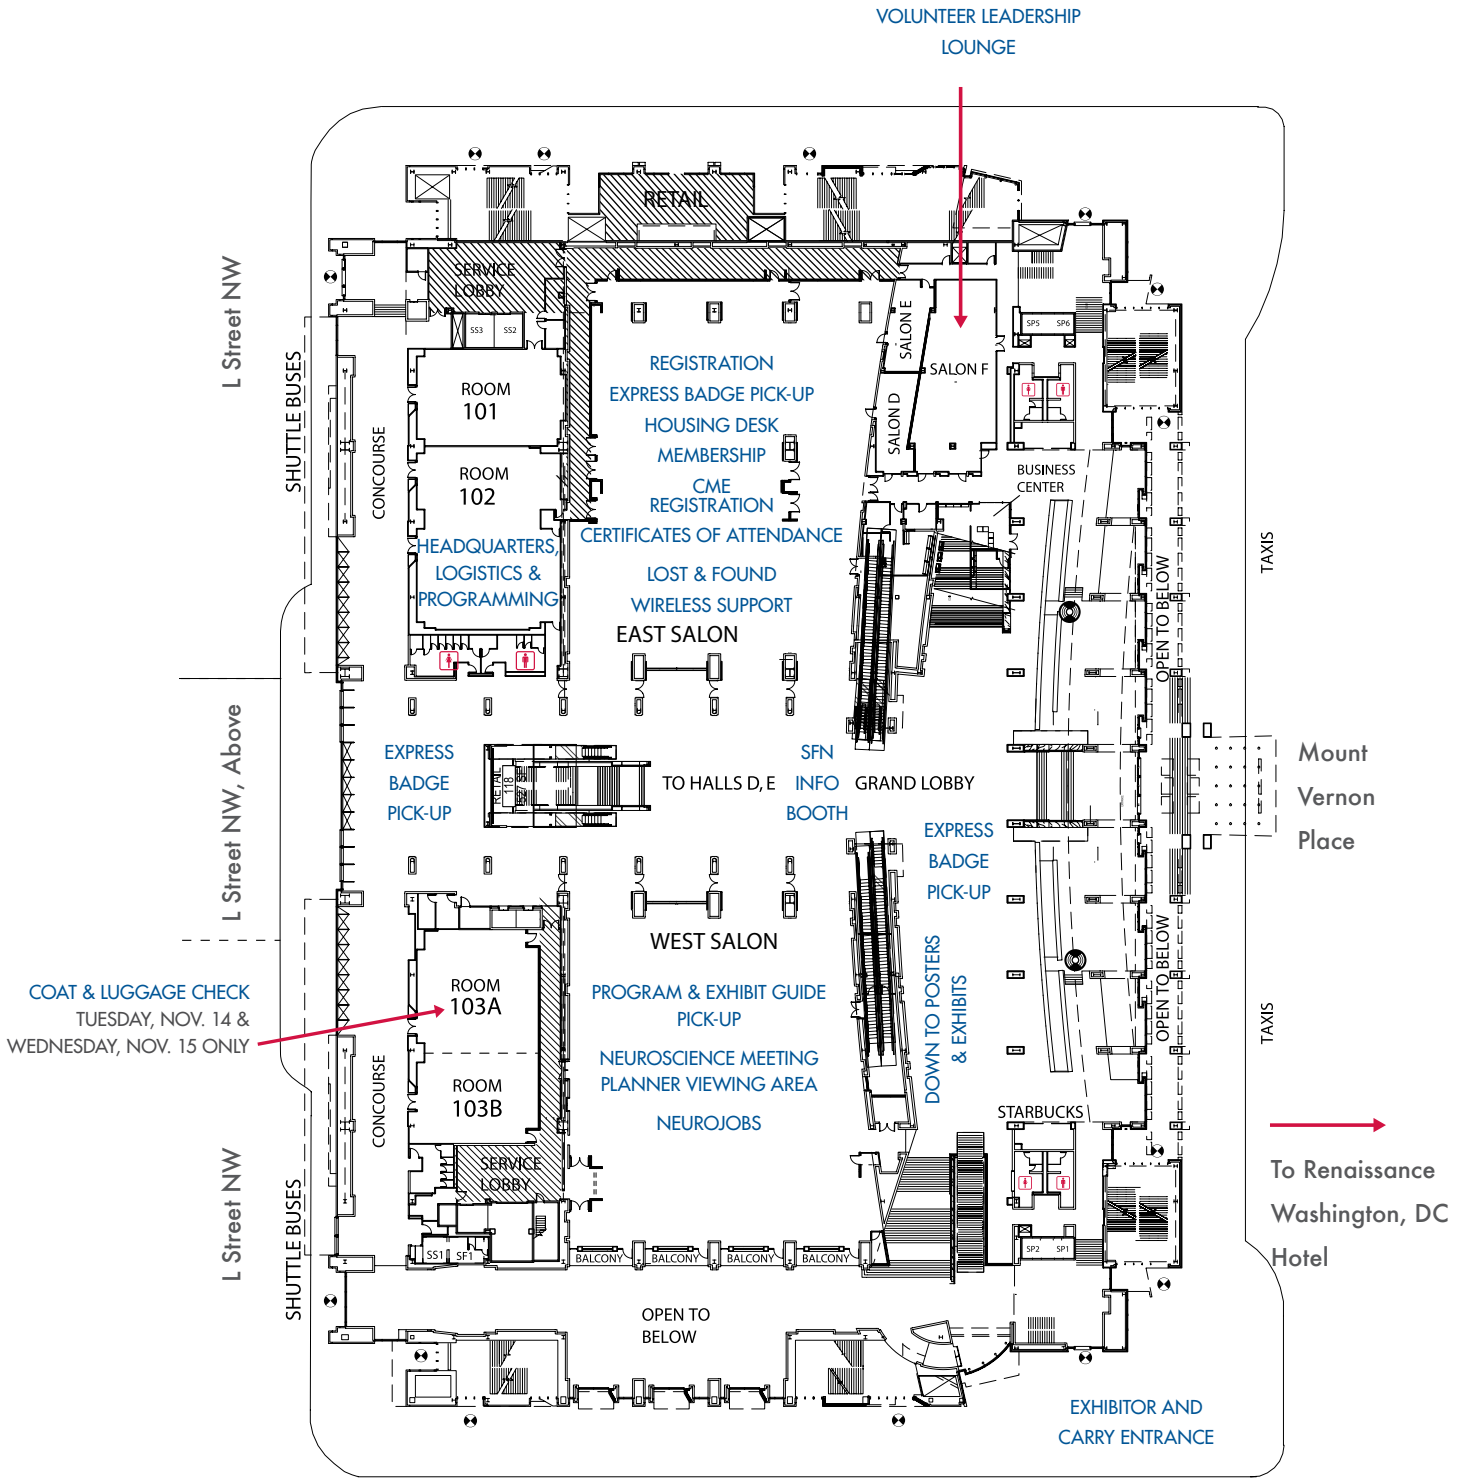 VOLUNTEER LEADERSHIP
LOUNGE
RETAIL
SERVICE
LOBBY
SS3
SS2
L Street NW
SHUTTLE BUSES
CONCOURSE
ROOM
101
ROOM
102
HEADQUARTERS,
LOGISTICS &
PROGRAMMING
REGISTRATION
EXPRESS BADGE PICK-UP
HOUSING DESK
MEMBERSHIP
CME
REGISTRATION
CERTIFICATES OF ATTENDANCE
LOST & FOUND
WIRELESS SUPPORT
EAST SALON
SALON E
SALON D
SALON F
SP5
SP6
BUSINESS
CENTER
OPEN TO BELOW
TAXIS
L Street NW, Above
EXPRESS
BADGE
PICK-UP
RETAIL
118
TO HALLS D, E
SFN
INFO
BOOTH
GRAND LOBBY
EXPRESS
BADGE
PICK-UP
Mount
Vernon
Place
WEST SALON
COAT & LUGGAGE CHECK
TUESDAY, NOV. 14 &
WEDNESDAY, NOV. 15 ONLY
ROOM
103A
ROOM
103B
CONCOURSE
PROGRAM & EXHIBIT GUIDE
PICK-UP
NEUROSCIENCE MEETING
PLANNER VIEWING AREA
NEUROJOBS
DOWN TO POSTERS
& EXHIBITS
OPEN TO BELOW
TAXIS
STARBUCKS
To Renaissance
Washington, DC
Hotel
L Street NW
SHUTTLE BUSES
SERVICE
LOBBY
SS1
SF1
BALCONY
BALCONY
BALCONY
BALCONY
SP2
SP1
OPEN TO
BELOW
EXHIBITOR AND
CARRY ENTRANCE